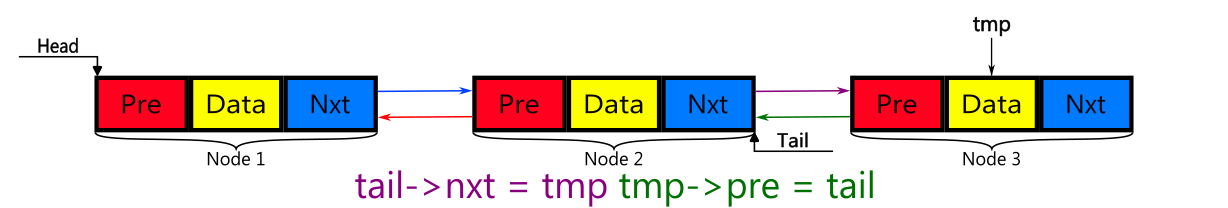 tmp
Head
Pre Data Nxt Pre Data Nxt Pre Data Nxt
Tail
Node 1 Node 2 Node 3
tail->nxt = tmp tmp->pre = tail